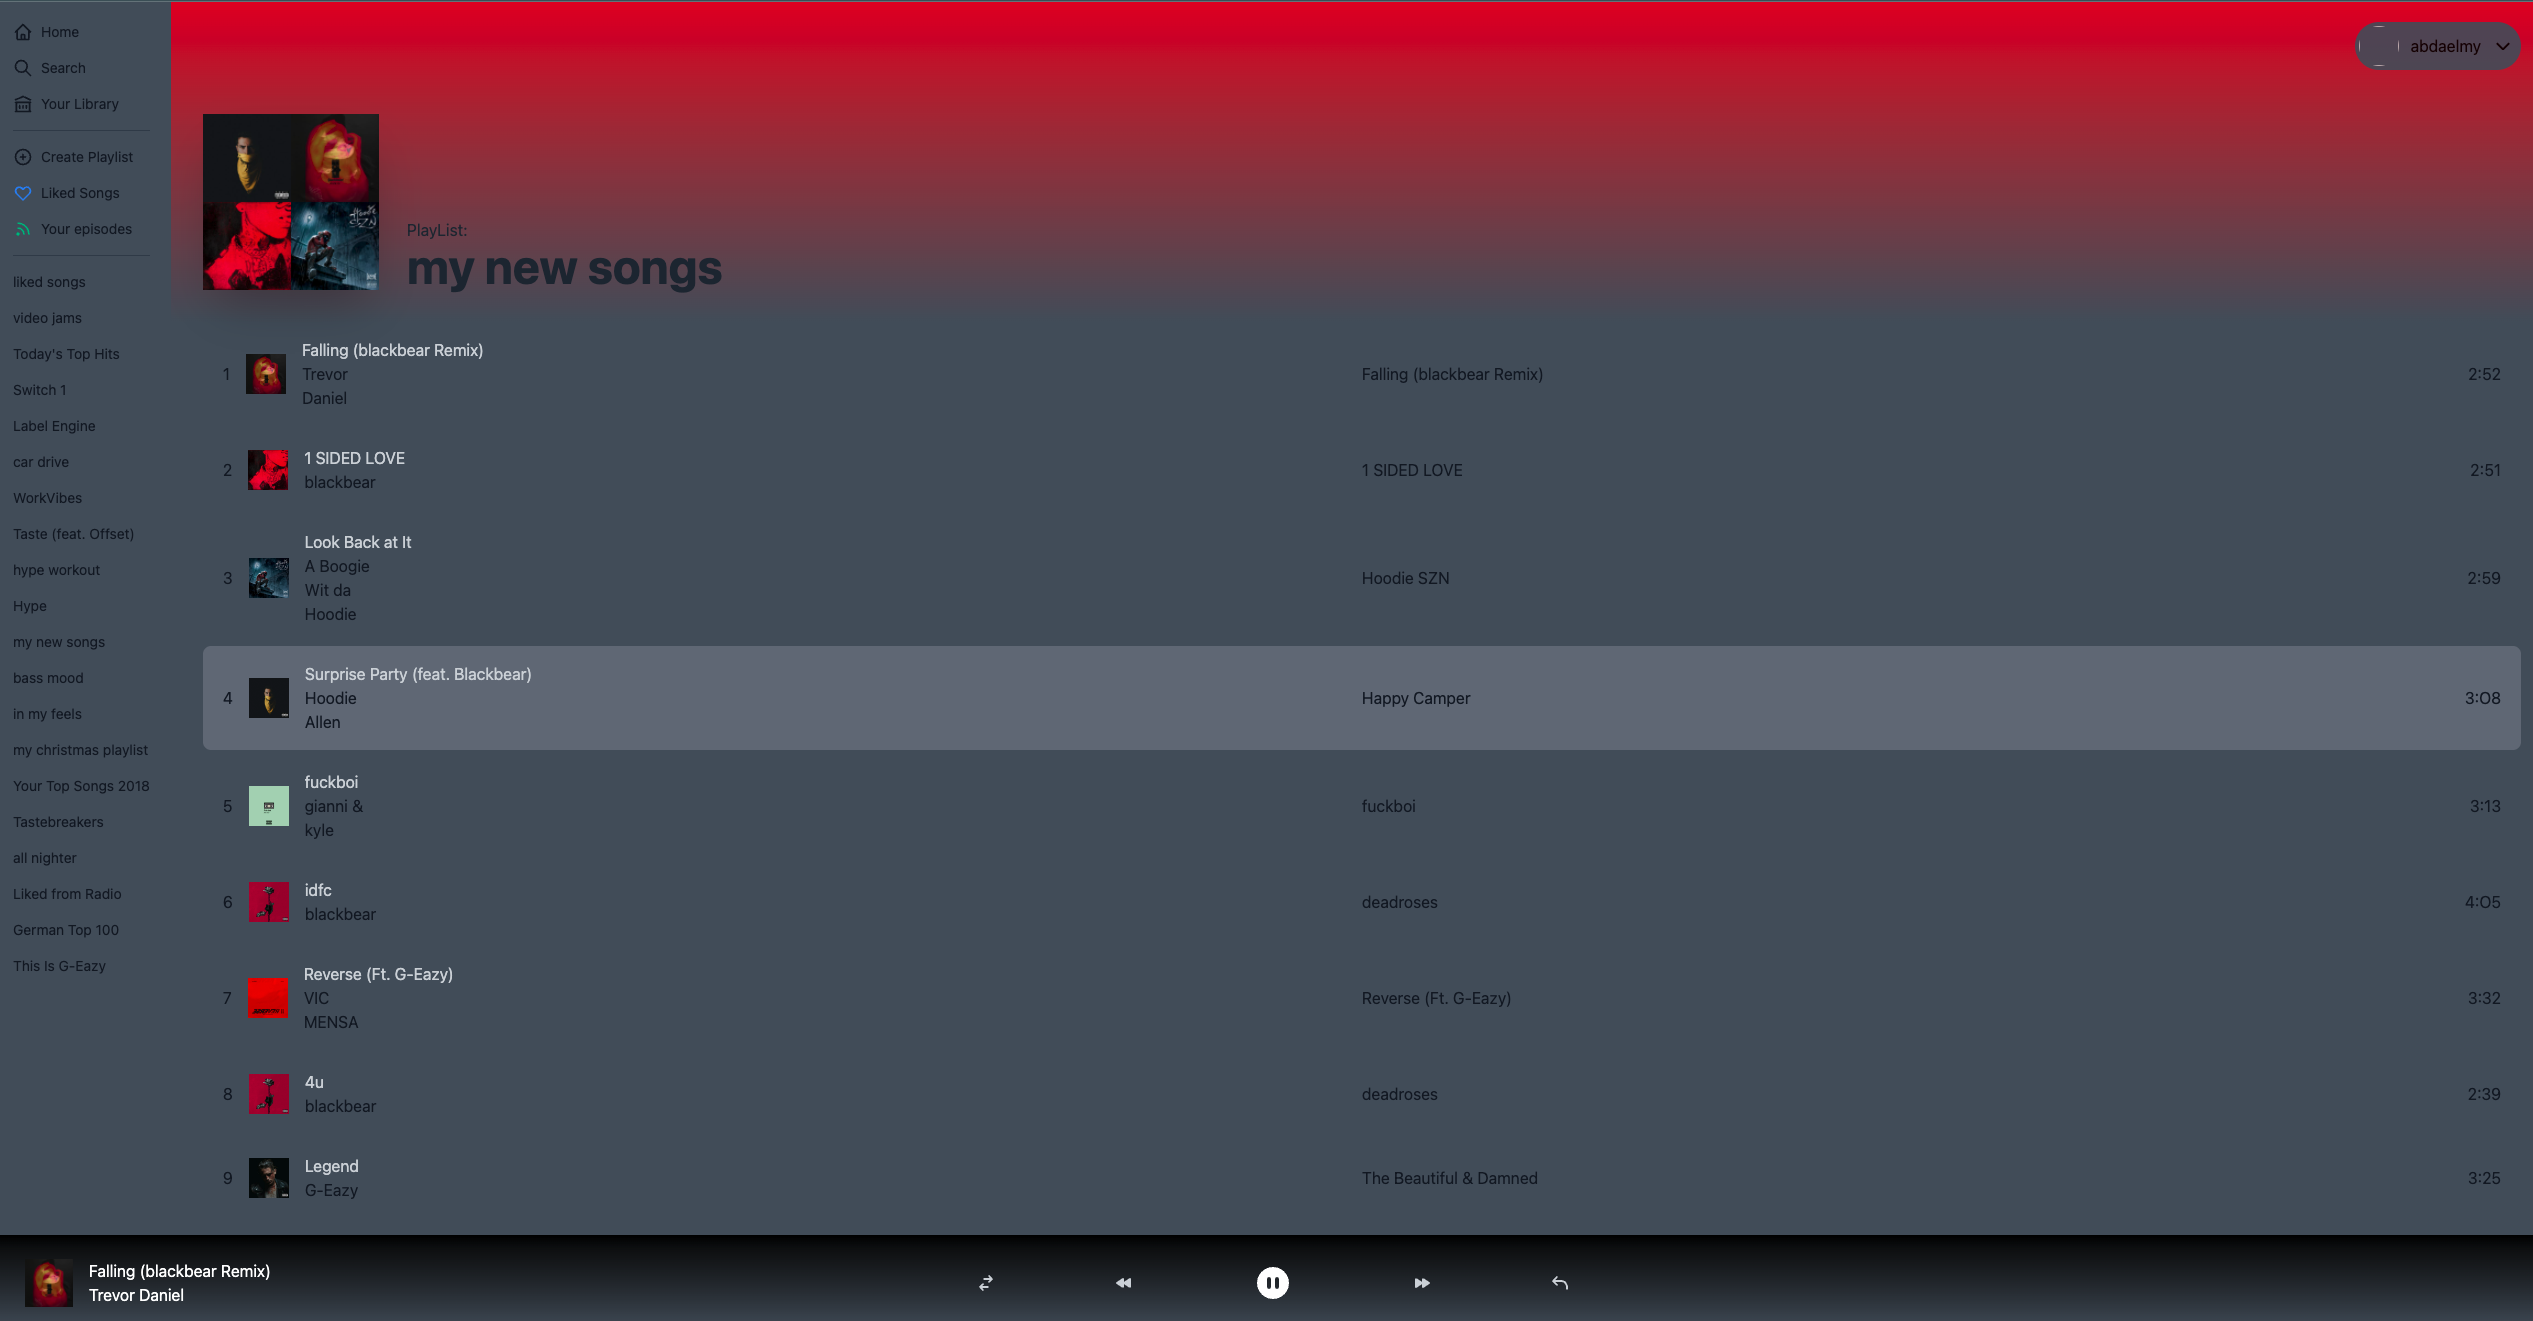 Home
Search
Your Library
Create Playlist
Liked Songs
Your episodes
liked songs
video jams
Today's Top Hits
Switch 1
Label Engine
car drive
WorkVibes
Taste (feat. Offset)
hype workout
Hype
my new songs
bass mood
in my feels
my christmas playlist
Your Top Songs 2018
Tastebreakers
all nighter
Liked from Radio
German Top 100
This Is G-Eazy
abdaelmy
PlayList:
my new songs
1
Falling (blackbear Remix)
Trevor
Daniel
Falling (blackbear Remix)
2:52
2
1 SIDED LOVE
blackbear
1 SIDED LOVE
2:51
3
Look Back at It
A Boogie
Wit da
Hoodie
Hoodie SZN
2:59
4
Surprise Party (feat. Blackbear)
Hoodie
Allen
Happy Camper
3:08
5
fuckboi
gianni &
kyle
fuckboi
3:13
6
idfc
blackbear
deadroses
4:05
7
Reverse (Ft. G-Eazy)
VIC
MENSA
Reverse (Ft. G-Eazy)
3:32
8
4u
blackbear
deadroses
2:39
9
Legend
G-Eazy
The Beautiful & Damned
3:25
Falling (blackbear Remix)
Trevor Daniel